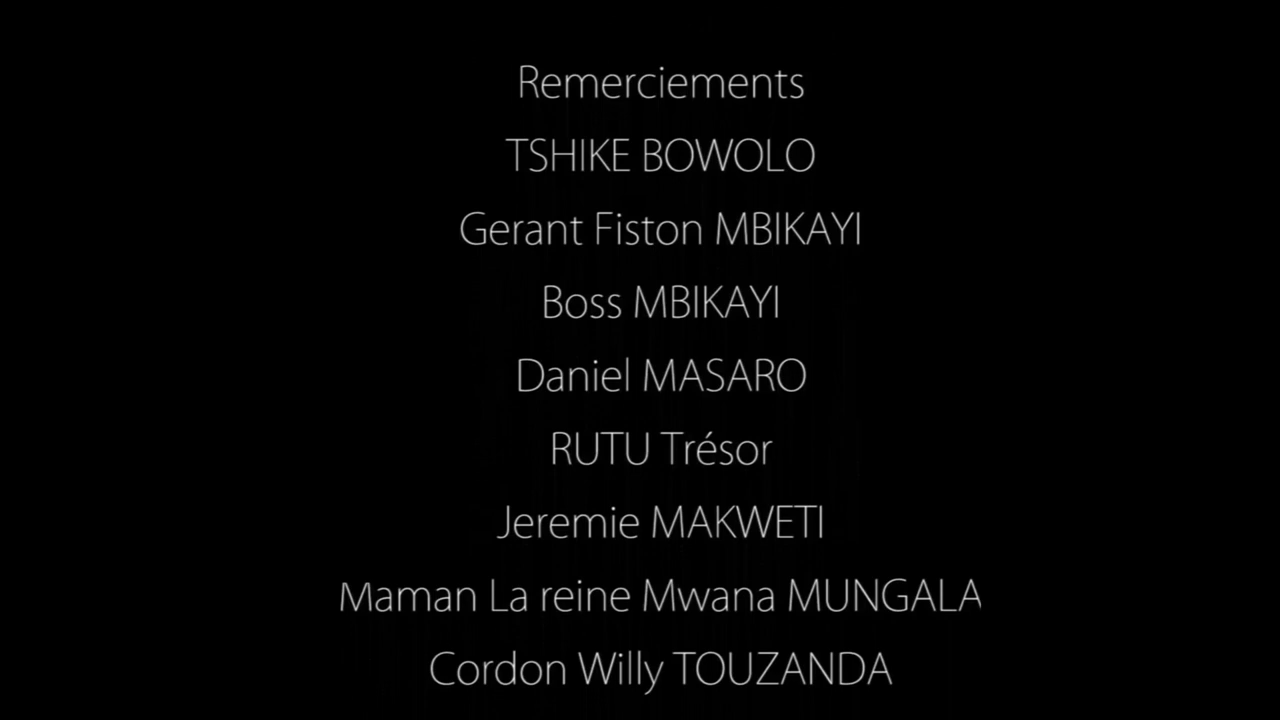 Remerciements
TSHIKE BOWOLO
Gerant Fiston MBIKAYI
Boss MBIKAYI
Daniel MASARO
RUTU Trésor
Jeremie MAKWETI
Maman La reine Mwana MUNGALA
Cordon Willy TOUZANDA